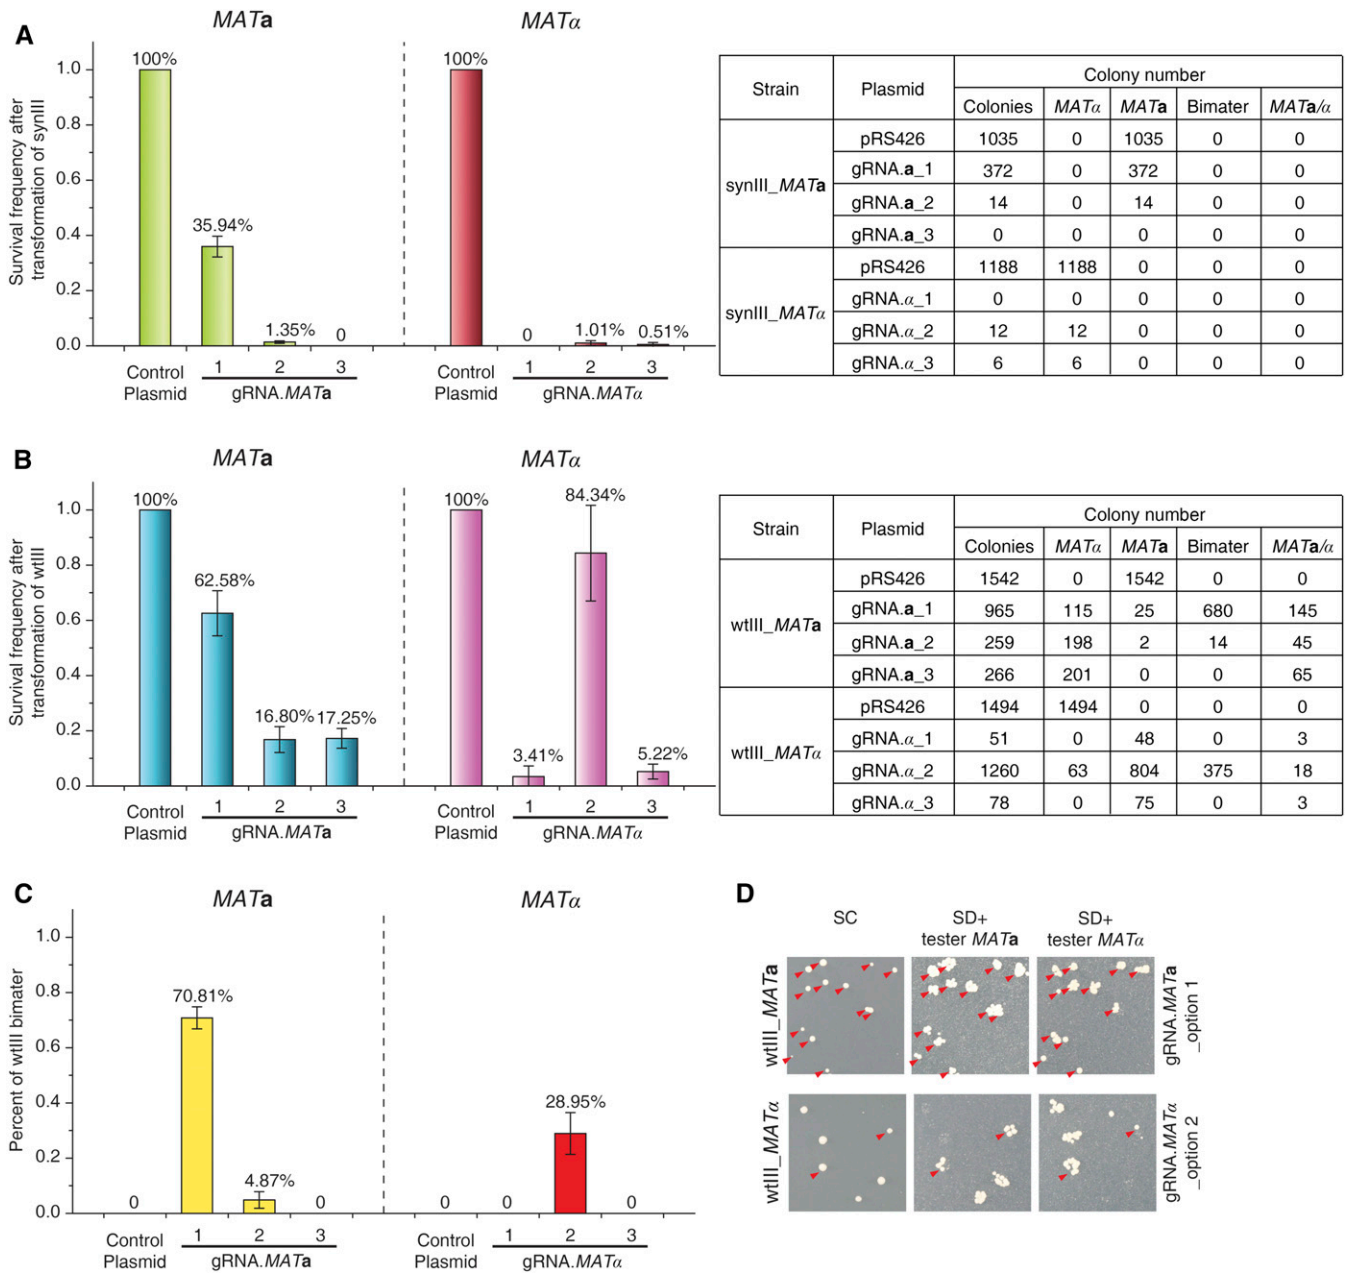 A
MATa
MATα
Survival frequency after
transformation of synIII
1.0
0.8
0.6
0.4
0.2
0.0
100%
35.94%
1.35%
0
100%
0
1.01%
0.51%
Control
Plasmid
1 2 3
gRNA.MATa
Control
Plasmid
1 2 3
gRNA.MATα
Strain Plasmid Colony number
Colonies MATα MATa Bimater MATa/α
synIII_MATa
pRS426 1035 0 1035 0 0
gRNA.a_1 372 0 372 0 0
gRNA.a_2 14 0 14 0 0
gRNA.a_3 0 0 0 0 0
synIII_MATα
pRS426 1188 1188 0 0 0
gRNA.α_1 0 0 0 0 0
gRNA.α_2 12 12 0 0 0
gRNA.α_3 6 6 0 0 0
B
MATa
MATα
Survival frequency after
transformation of wtIII
1.0
0.8
0.6
0.4
0.2
0.0
100%
62.58%
16.80%
17.25%
100%
3.41%
84.34%
5.22%
Control
Plasmid
1 2 3
gRNA.MATa
Control
Plasmid
1 2 3
gRNA.MATα
Strain Plasmid Colony number
Colonies MATα MATa Bimater MATa/α
wtIII_MATa
pRS426 1542 0 1542 0 0
gRNA.a_1 965 115 25 680 145
gRNA.a_2 259 198 2 14 45
gRNA.a_3 266 201 0 0 65
wtIII_MATα
pRS426 1494 1494 0 0 0
gRNA.α_1 51 0 48 0 3
gRNA.α_2 1260 63 804 375 18
gRNA.α_3 78 0 75 0 3
C
MATa
MATα
Percent of wtIII bimater
1.0
0.8
0.6
0.4
0.2
0.0
0
70.81%
4.87%
0
0
0
28.95%
0
Control
Plasmid
1 2 3
gRNA.MATa
Control
Plasmid
1 2 3
gRNA.MATα
D
SC
SD+
tester MATa
SD+
tester MATα
wtIII_MATa
gRNA.MATa
_option 1
wtIII_MATα
gRNA.MATα
_option 2